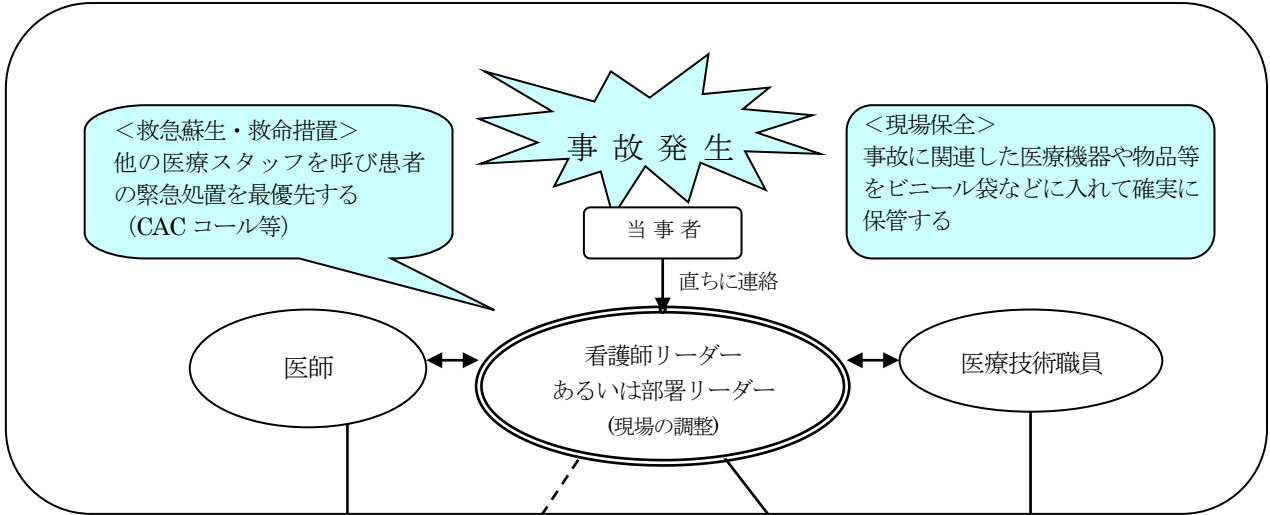 事 故 発 生
＜救急蘇生・救命措置＞
他の医療スタッフを呼び患者
の緊急処置を最優先する
（CAC コール等）
＜現場保全＞
事故に関連した医療機器や物品等
をビニール袋などに入れて確実に
保管する
当 事 者
直ちに連絡
医師
看護師リーダー
あるいは部署リーダー
(現場の調整)
医療技術職員